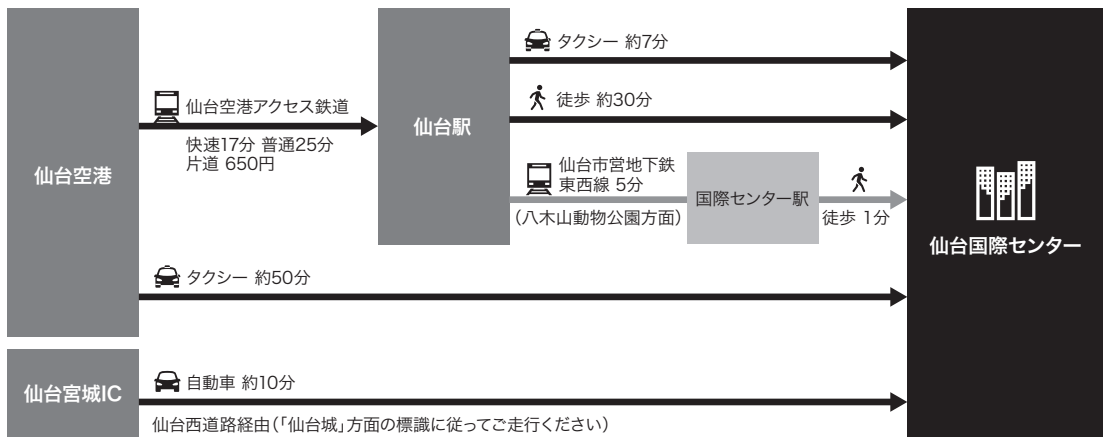 仙台空港
仙台空港アクセス鉄道
快速17分 普通25分
片道 650円
仙台駅
タクシー 約7分
徒歩 約30分
仙台市営地下鉄
東西線 5分
（八木山動物公園方面）
国際センター駅
徒歩 1分
仙台国際センター
タクシー 約50分
仙台宮城IC
自動車 約10分
仙台西道路経由（「仙台城」方面の標識に従ってご走行ください）